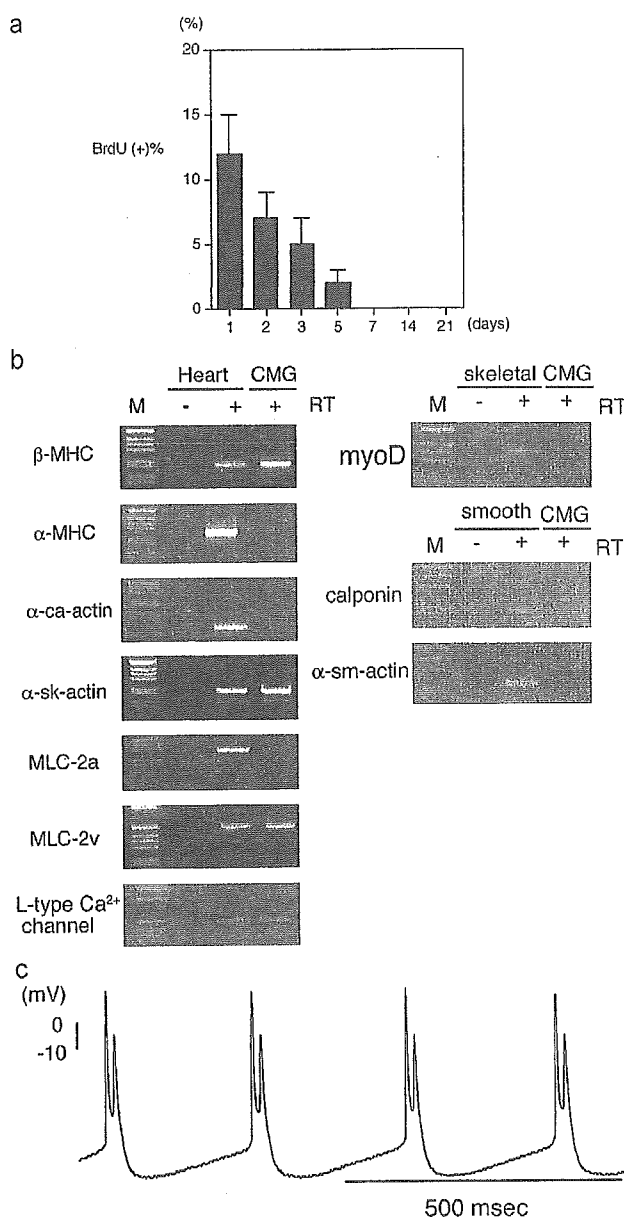 a
(%)
20
15
BrdU (+)%
10
5
0
1 2 3 5 7 14 21 (days)
b
Heart CMG
M - + + RT
β-MHC
α-MHC
α-ca-actin
α-sk-actin
MLC-2a
MLC-2v
L-type Ca²⁺
channel
skeletal CMG
M - + + RT
myoD
smooth CMG
M - + + RT
calponin
α-sm-actin
c
(mV)
0
-10
500 msec